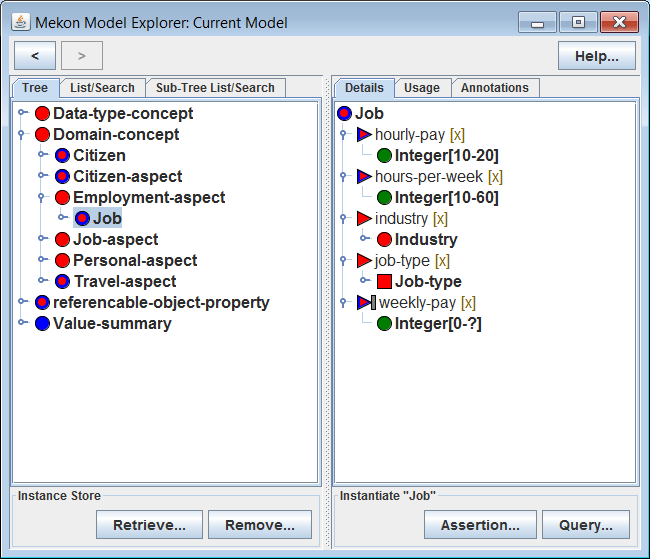 Mekon Model Explorer: Current Model
< > Help...
Tree List/Search Sub-Tree List/Search
Data-type-concept
Domain-concept
Citizen
Citizen-aspect
Employment-aspect
Job
Job-aspect
Personal-aspect
Travel-aspect
referencable-object-property
Value-summary
Instance Store
Retrieve... Remove...
Details Usage Annotations
Job
hourly-pay [x]
Integer[10-20]
hours-per-week [x]
Integer[10-60]
industry [x]
Industry
job-type [x]
Job-type
weekly-pay [x]
Integer[0-?]
Instantiate "Job"
Assertion... Query...